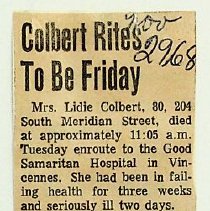 Colbert Rites
To Be Friday
Nov
2968
Mrs. Lidie Colbert, 80, 204
South Meridian Street, died
at approximately 11:05 a.m.
Tuesday enroute to the Good
Samaritan Hospital in Vin-
cennes. She had been in fail-
ing health for three weeks
and seriously ill two days.